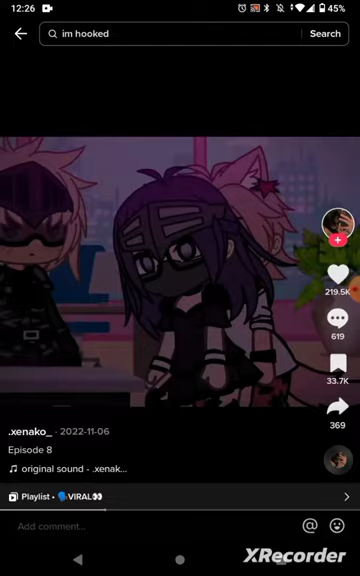 12:26
45%
im hooked
Search
219.5K
619
33.7K
369
.xenako_ · 2022-11-06
Episode 8
original sound - .xenak...
Playlist • 🗣️VIRAL👀
Add comment...
@
XRecorder